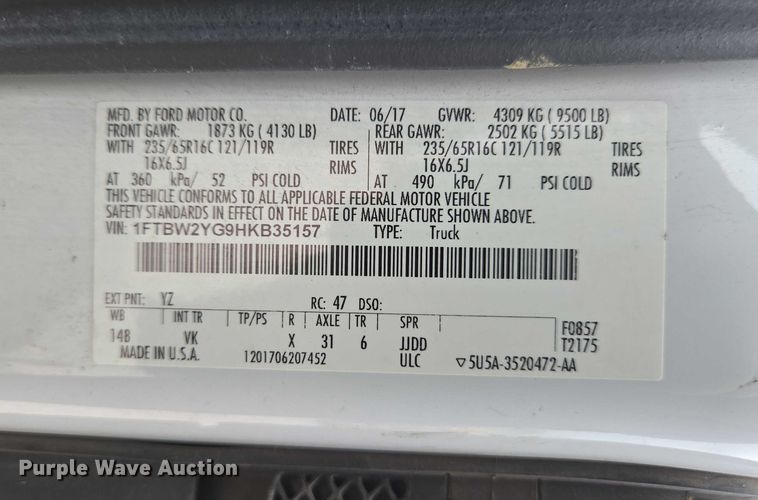 MFD. BY FORD MOTOR CO. DATE: 06/17 GVWR: 4309 KG ( 9500 LB)
FRONT GAWR: 1873 KG ( 4130 LB) REAR GAWR: 2502 KG ( 5515 LB)
WITH 235/65R16C 121/119R TIRES WITH 235/65R16C 121/119R TIRES
16X6.5J RIMS 16X6.5J RIMS
AT 360 kPa/ 52 PSI COLD AT 490 kPa/ 71 PSI COLD
THIS VEHICLE CONFORMS TO ALL APPLICABLE FEDERAL MOTOR VEHICLE
SAFETY STANDARDS IN EFFECT ON THE DATE OF MANUFACTURE SHOWN ABOVE.
VIN: 1FTBW2YG9HKB35157 TYPE: Truck
EXT PNT: YZ RC: 47 DSO:
WB INT TR TP/PS R AXLE TR SPR F0857
148 VK X 31 6 JJDD T2175
MADE IN U.S.A. 1201706207452 ULC ▽5U5A-3520472-AA
Purple Wave Auction